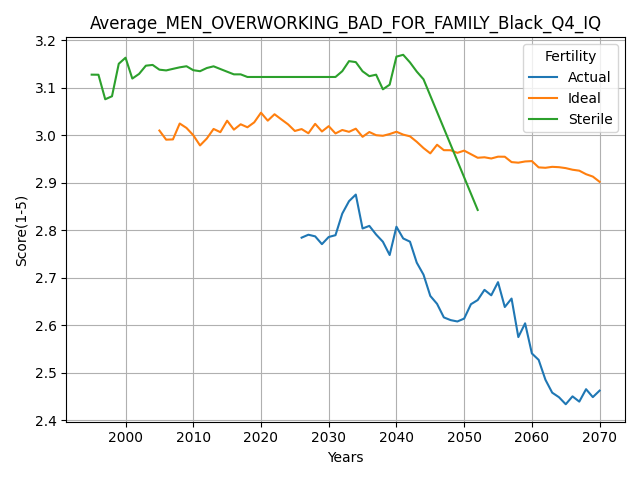 Average_MEN_OVERWORKING_BAD_FOR_FAMILY_Black_Q4_IQ
3.2
3.1
3.0
2.9
2.8
2.7
2.6
2.5
2.4
Score(1-5)
Fertility
Actual
Ideal
Sterile
2000 2010 2020 2030 2040 2050 2060 2070
Years